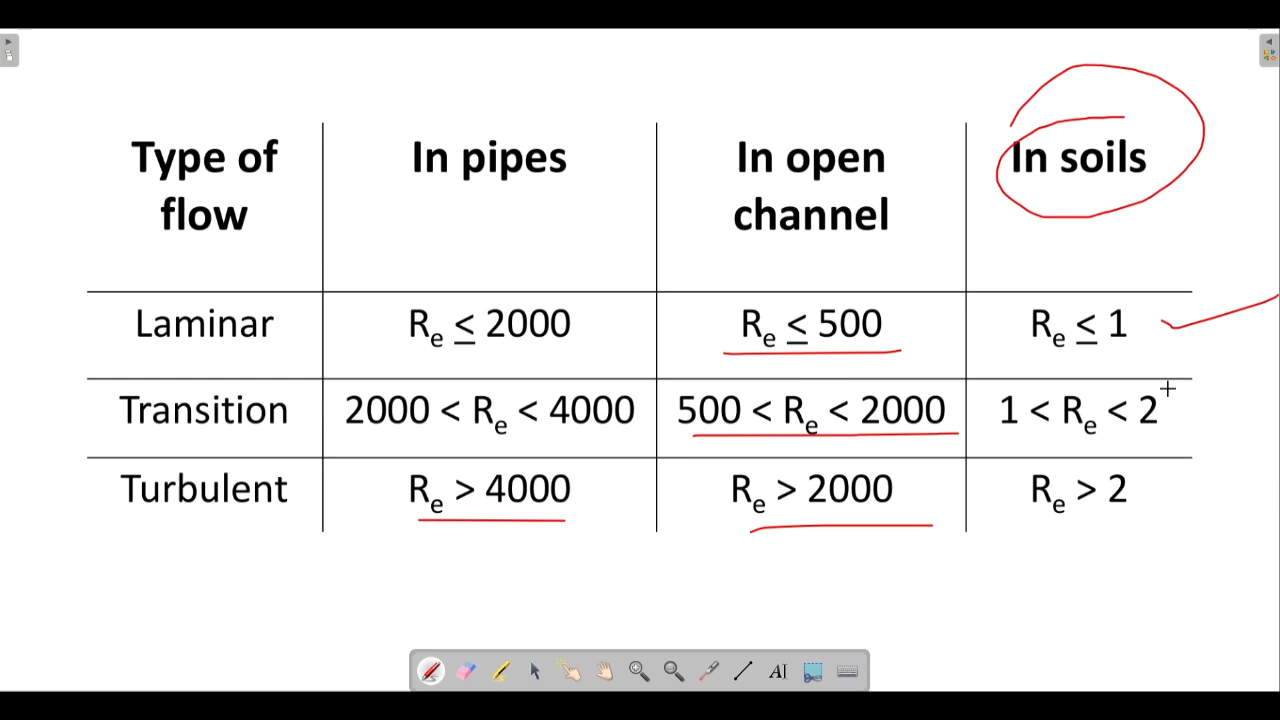 Type of flow In pipes In open channel In soils
Laminar Re ≤ 2000 Re ≤ 500 Re ≤ 1
Transition 2000 < Re < 4000 500 < Re < 2000 1 < Re < 2
Turbulent Re > 4000 Re > 2000 Re > 2
AI